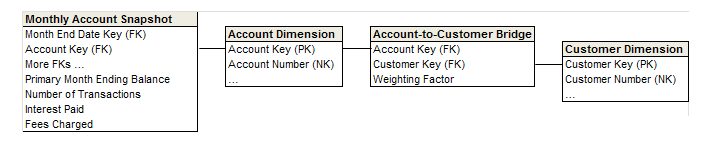 Monthly Account Snapshot
Month End Date Key (FK)
Account Key (FK)
More FKs ...
Primary Month Ending Balance
Number of Transactions
Interest Paid
Fees Charged
Account Dimension
Account Key (PK)
Account Number (NK)
...
Account-to-Customer Bridge
Account Key (FK)
Customer Key (FK)
Weighting Factor
Customer Dimension
Customer Key (PK)
Customer Number (NK)
...